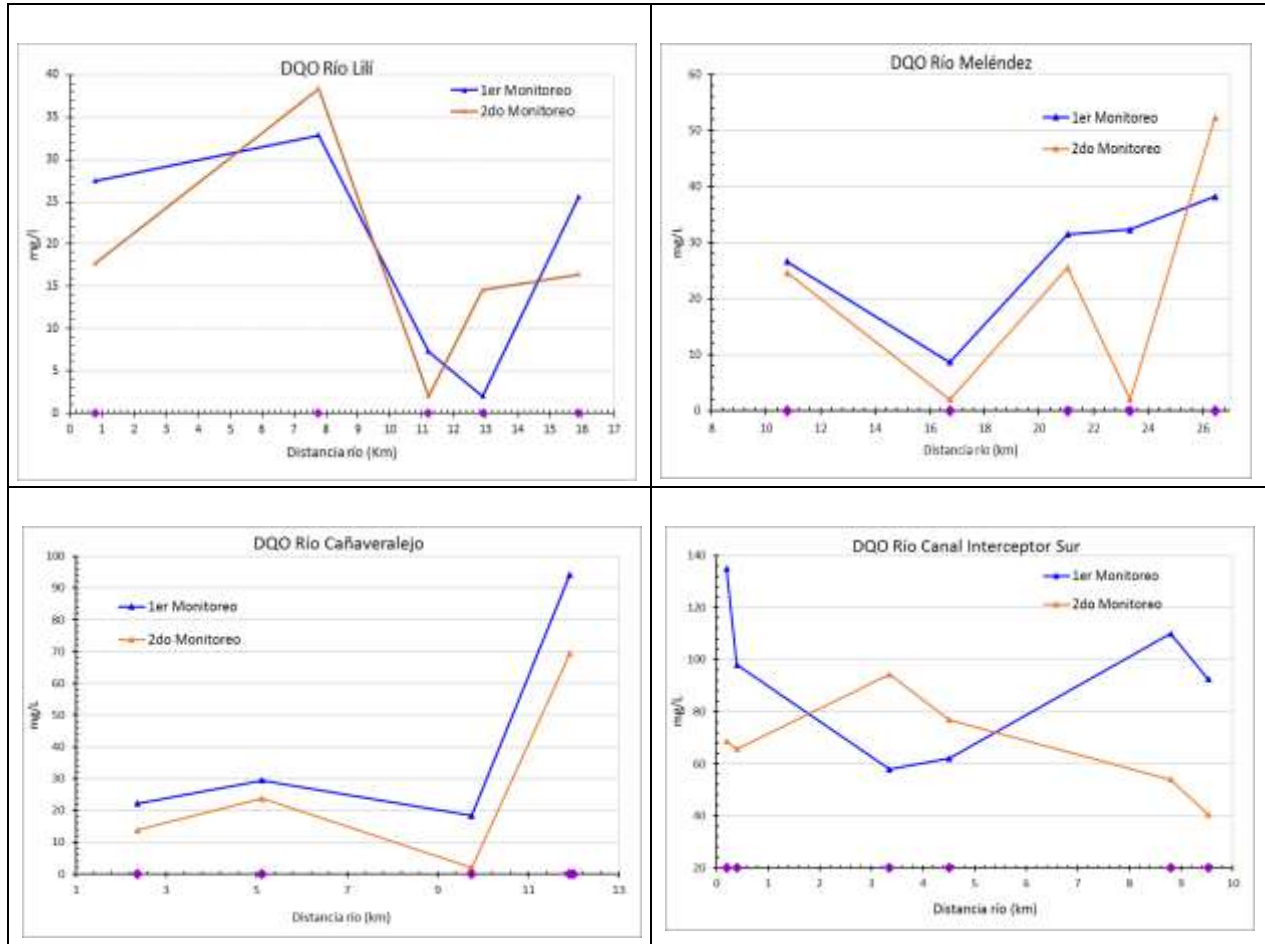 DQO Río Lilí
1er Monitoreo
2do Monitoreo
40
35
30
25
20
15
10
5
0
mg/l
0 1 2 3 4 5 6 7 8 9 10 11 12 13 14 15 16 17
Distancia río (Km)
DQO Río Meléndez
1er Monitoreo
2do Monitoreo
60
50
40
30
20
10
0
mg/L
8 10 12 14 16 18 20 22 24 26
Distancia río (km)
DQO Río Cañaveralejo
1er Monitoreo
2do Monitoreo
100
90
80
70
60
50
40
30
20
10
0
mg/L
1 3 5 7 9 11 13
Distancia río (km)
DQO Río Canal Interceptor Sur
1er Monitoreo
2do Monitoreo
140
120
100
80
60
40
20
mg/L
0 1 2 3 4 5 6 7 8 9 10
Distancia río (km)